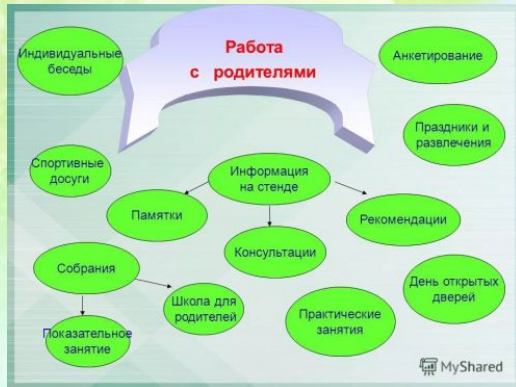 Работа
с родителями
Индивидуальные
беседы
Анкетирование
Праздники и
развлечения
Спортивные
досуги
Информация
на стенде
Памятки
Рекомендации
Консультации
Собрания
День открытых
дверей
Школа для
родителей
Практические
занятия
Показательное
занятие
MyShared